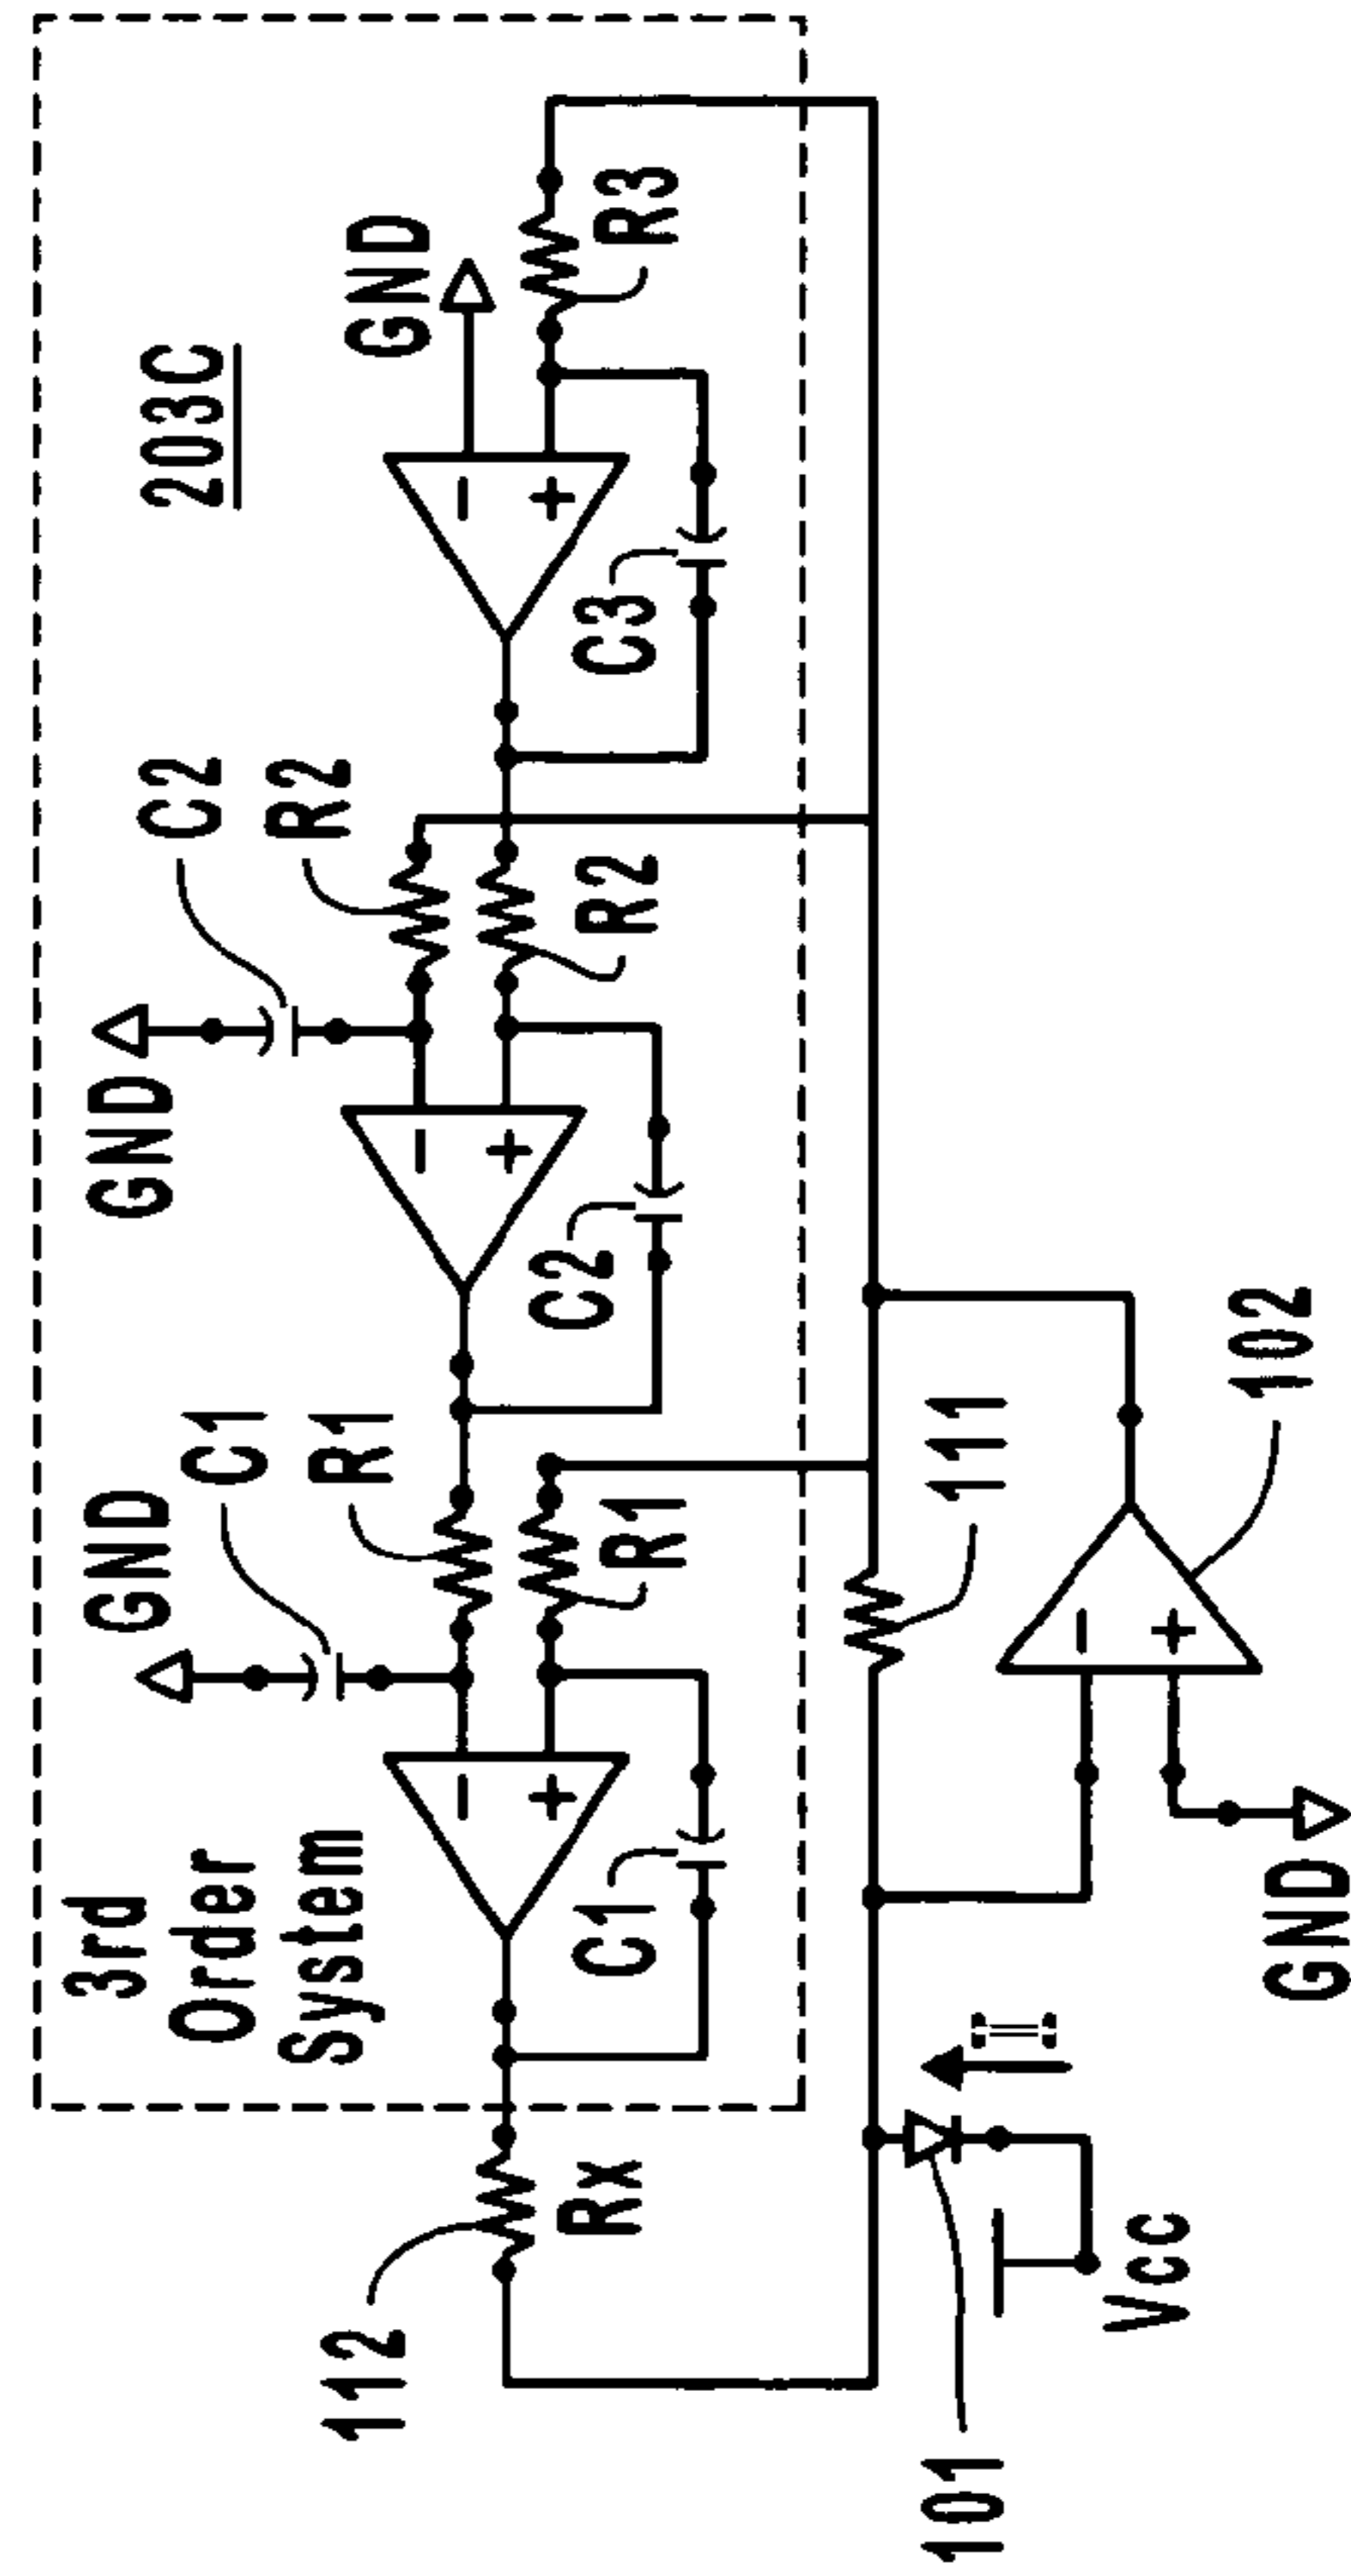 3rd
Order
System
203C
GND
C1
R1
GND
C2
R2
GND
112
Rx
C1
R1
C2
R2
C3
R3
101
Vcc
111
GND
102